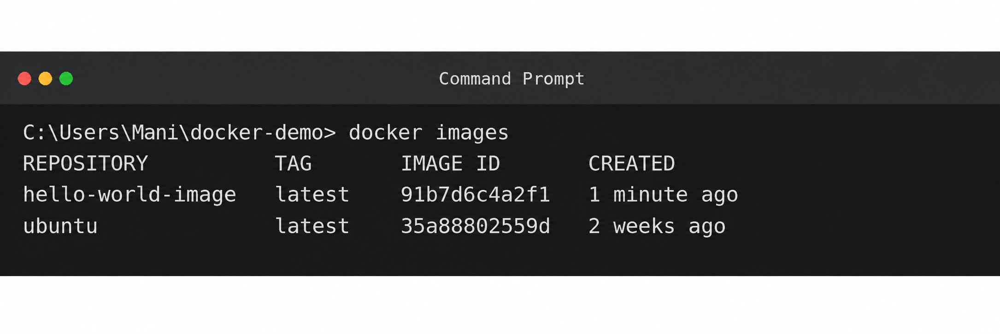 Command Prompt
C:\Users\Mani\docker-demo> docker images
REPOSITORY          TAG       IMAGE ID       CREATED
hello-world-image   latest    91b7d6c4a2f1   1 minute ago
ubuntu              latest    35a88802559d   2 weeks ago